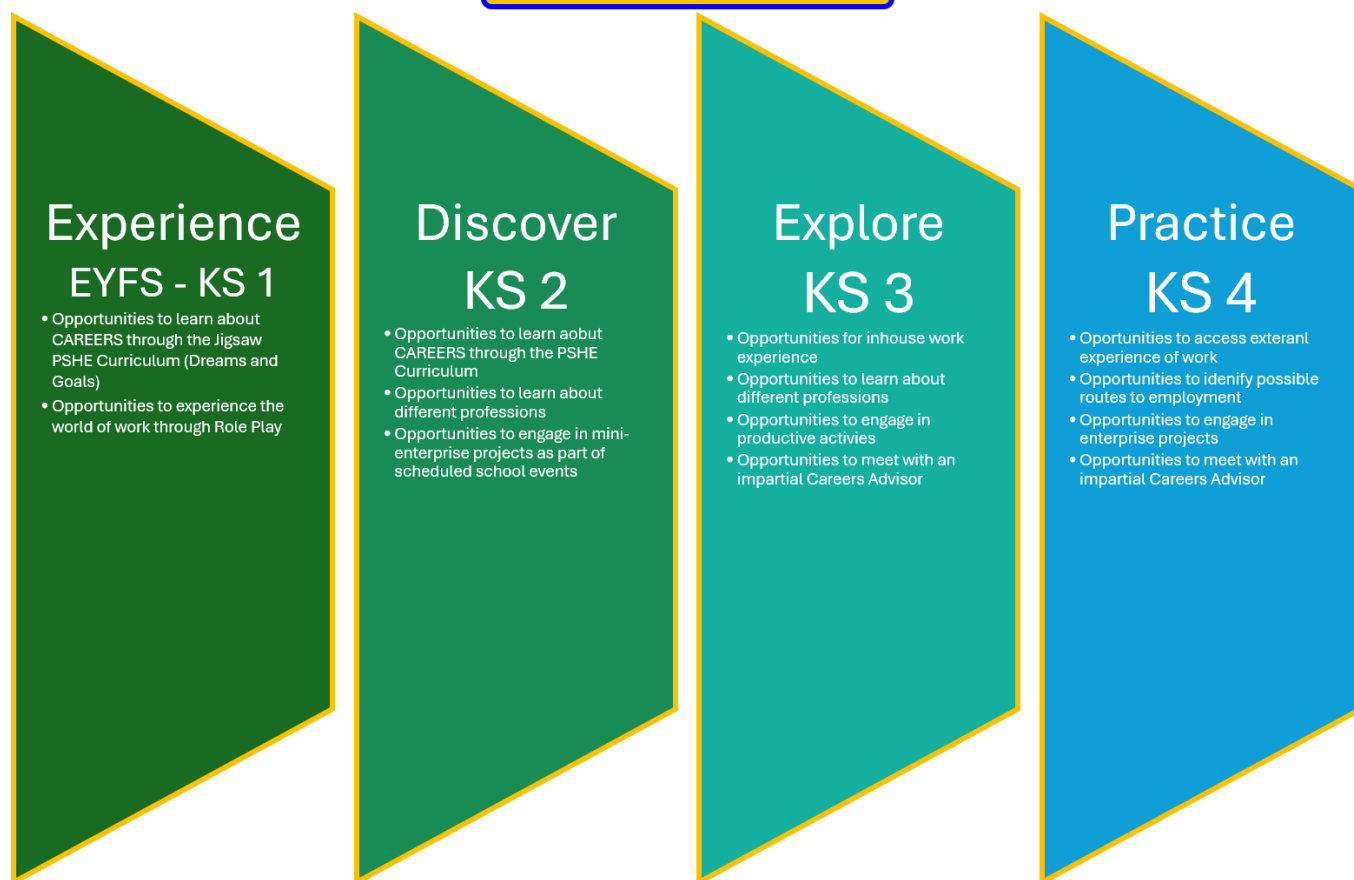 Experience
EYFS - KS 1
• Opportunities to learn about
CAREERS through the Jigsaw
PSHE Curriculum (Dreams and
Goals)
• Opportunities to experience the
world of work through Role Play
Discover
KS 2
• Opportunities to learn aobut
CAREERS through the PSHE
Curriculum
• Opportunities to learn about
different professions
• Opportunities to engage in mini-
enterprise projects as part of
scheduled school events
Explore
KS 3
• Opportunities for inhouse work
experience
• Opportunities to learn about
different professions
• Opportunities to engage in
productive activies
• Opportunities to meet with an
impartial Careers Advisor
Practice
KS 4
• Oportunities to access exteranl
experience of work
• Opportunities to idenify possible
routes to employment
• Opportunities to engage in
enterprise projects
• Opportunities to meet with an
impartial Careers Advisor